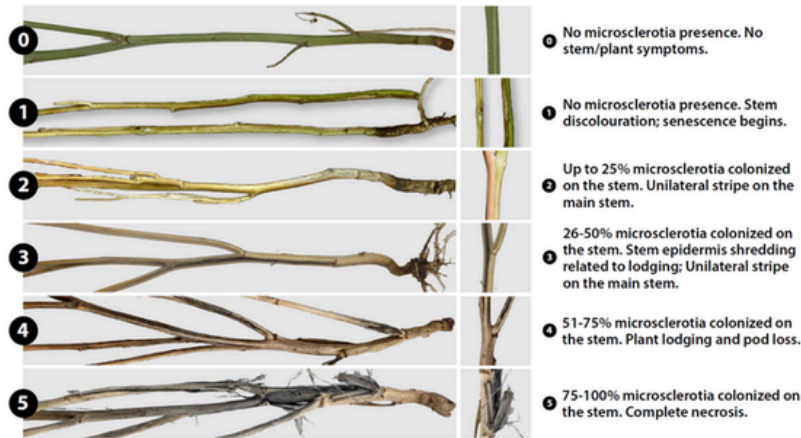 0
0 No microsclerotia presence. No
stem/plant symptoms.
1
1 No microsclerotia presence. Stem
discolouration; senescence begins.
2
2 Up to 25% microsclerotia colonized
on the stem. Unilateral stripe on the
main stem.
3
3 26-50% microsclerotia colonized on
the stem. Stem epidermis shredding
related to lodging; Unilateral stripe
on the main stem.
4
4 51-75% microsclerotia colonized on
the stem. Plant lodging and pod loss.
5
5 75-100% microsclerotia colonized on
the stem. Complete necrosis.